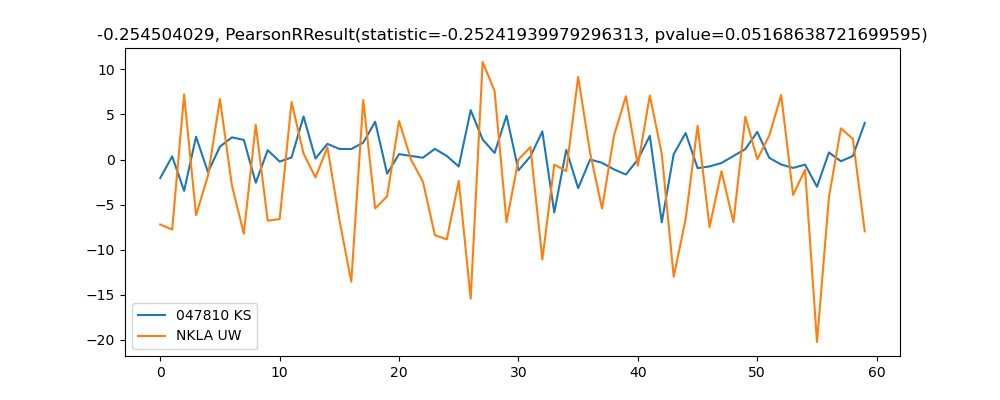 -0.254504029, PearsonRResult(statistic=-0.25241939979296313, pvalue=0.05168638721699595)
10
5
0
−5
−10
−15
−20
047810 KS
NKLA UW
0 10 20 30 40 50 60